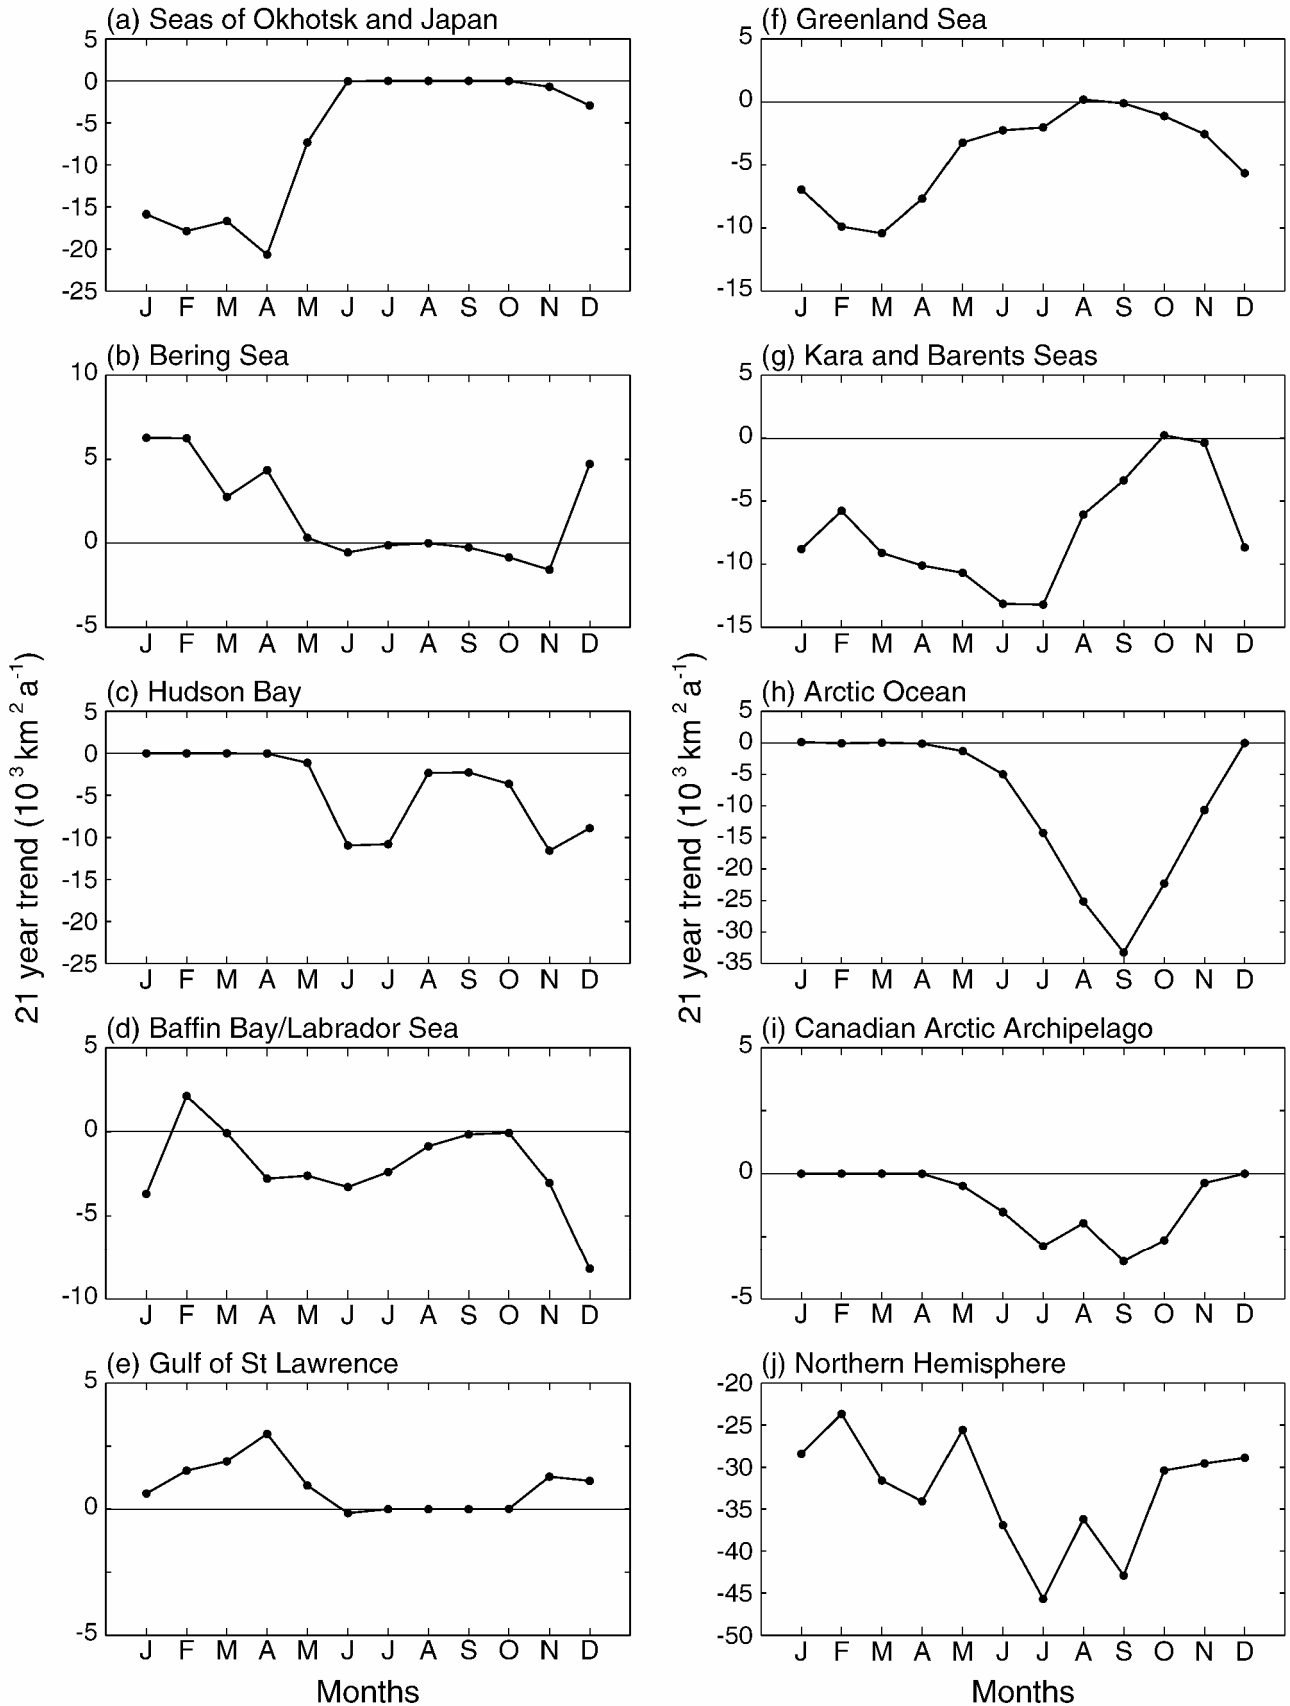 (a) Seas of Okhotsk and Japan
5
0
-5
-10
-15
-20
-25
J F M A M J J A S O N D
(b) Bering Sea
10
5
0
-5
J F M A M J J A S O N D
(c) Hudson Bay
5
0
-5
-10
-15
-20
-25
J F M A M J J A S O N D
(d) Baffin Bay/Labrador Sea
5
0
-5
-10
J F M A M J J A S O N D
(e) Gulf of St Lawrence
5
0
-5
J F M A M J J A S O N D
Months
21 year trend (10³ km² a⁻¹)
(f) Greenland Sea
5
0
-5
-10
-15
J F M A M J J A S O N D
(g) Kara and Barents Seas
5
0
-5
-10
-15
J F M A M J J A S O N D
(h) Arctic Ocean
5
0
-5
-10
-15
-20
-25
-30
-35
J F M A M J J A S O N D
(i) Canadian Arctic Archipelago
5
0
-5
J F M A M J J A S O N D
(j) Northern Hemisphere
-20
-25
-30
-35
-40
-45
-50
J F M A M J J A S O N D
Months
21 year trend (10³ km² a⁻¹)